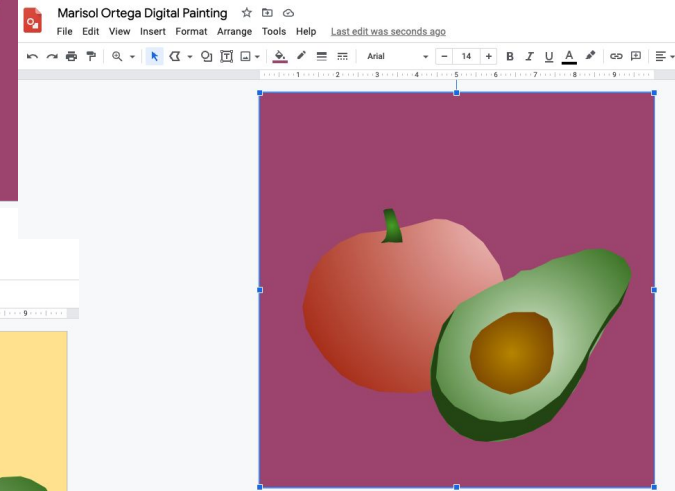 Marisol Ortega Digital Painting
File Edit View Insert Format Arrange Tools Help Last edit was seconds ago
Arial − 14 + B I U A
1 2 3 4 5 6 7 8 9
9